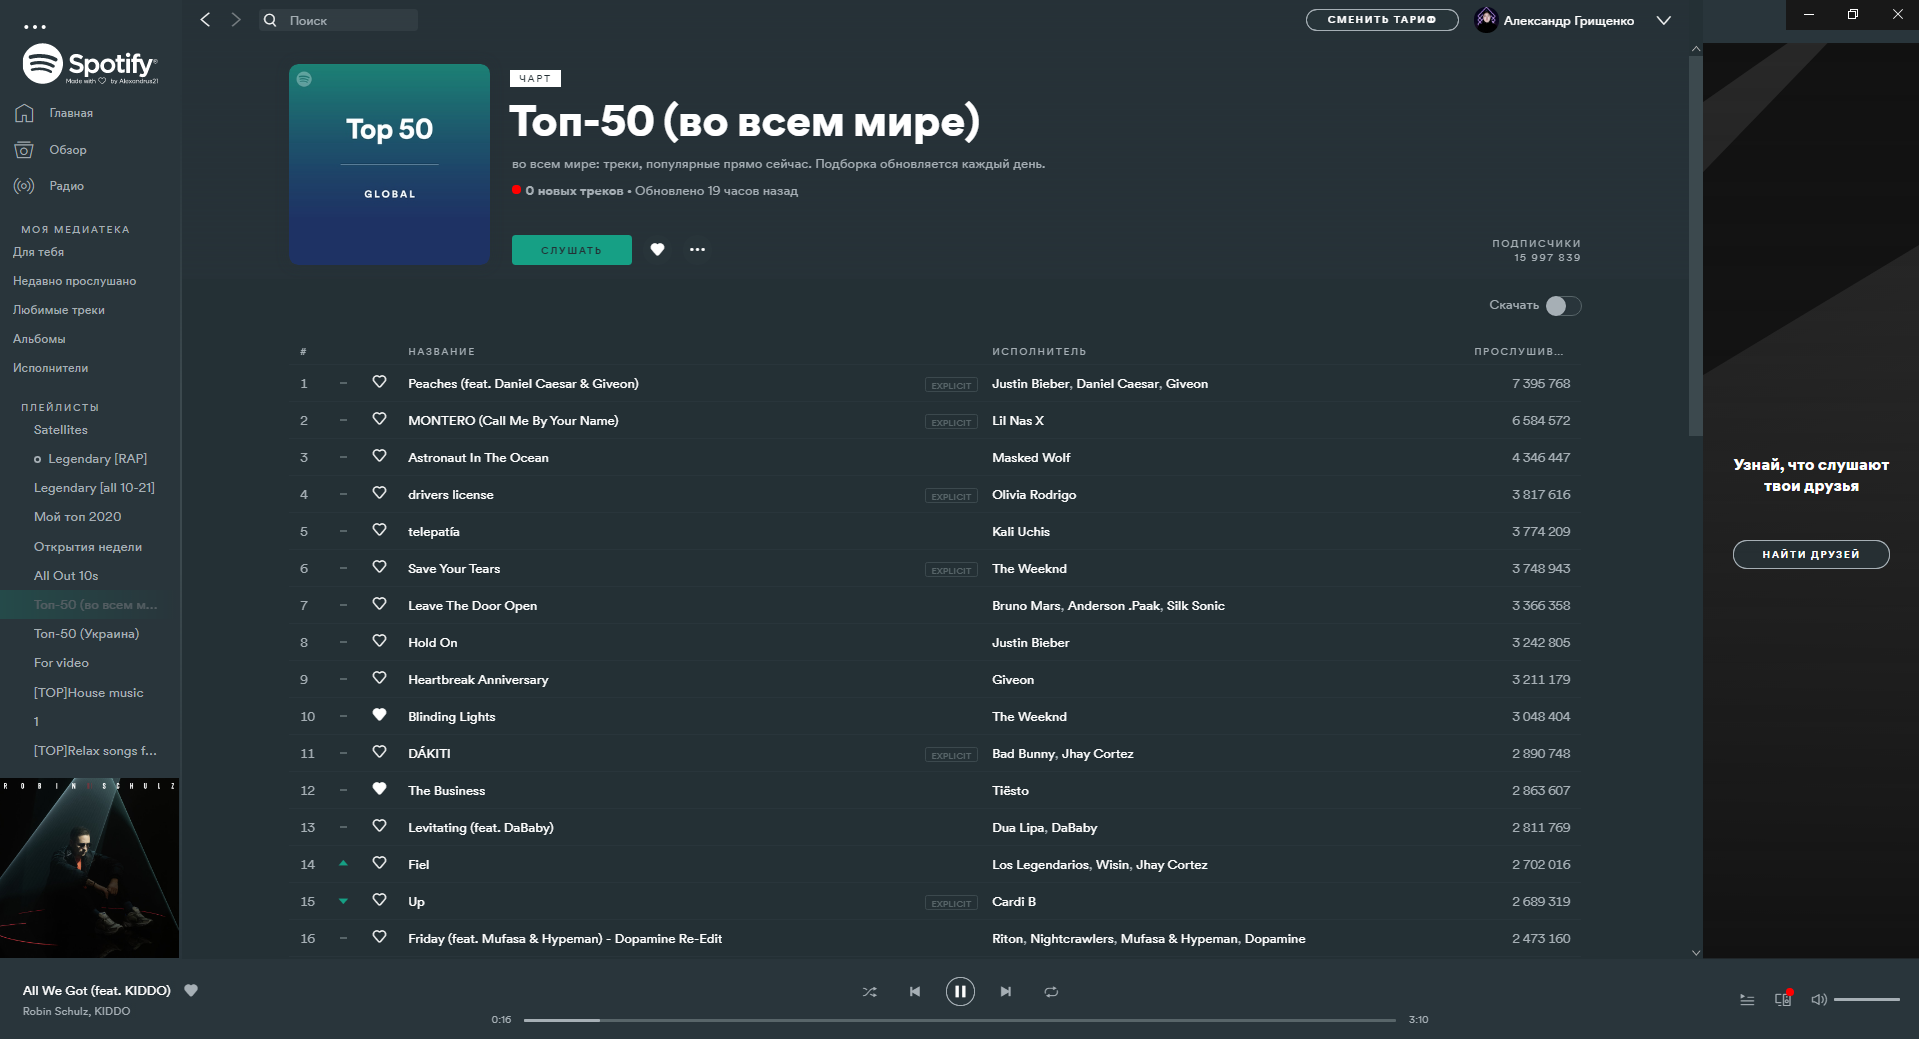 Поиск
СМЕНИТЬ ТАРИФ
Александр Грищенко
Spotify®
Made with ♡ by Alexandrus21
Главная
Обзор
Радио
МОЯ МЕДИАТЕКА
Для тебя
Недавно прослушано
Любимые треки
Альбомы
Исполнители
ПЛЕЙЛИСТЫ
Satellites
Legendary [RAP]
Legendary [all 10-21]
Мой топ 2020
Открытия недели
All Out 10s
Топ-50 (во всем м...
Топ-50 (Украина)
For video
[TOP]House music
1
[TOP]Relax songs f...
ROBIN SCHULZ
Top 50
GLOBAL
ЧАРТ
Топ-50 (во всем мире)
во всем мире: треки, популярные прямо сейчас. Подборка обновляется каждый день.
0 новых треков • Обновлено 19 часов назад
СЛУШАТЬ
ПОДПИСЧИКИ
15 997 839
Скачать
# НАЗВАНИЕ ИСПОЛНИТЕЛЬ ПРОСЛУШИВ...
1 – Peaches (feat. Daniel Caesar & Giveon) EXPLICIT Justin Bieber, Daniel Caesar, Giveon 7 395 768
2 – MONTERO (Call Me By Your Name) EXPLICIT Lil Nas X 6 584 572
3 – Astronaut In The Ocean Masked Wolf 4 346 447
4 – drivers license EXPLICIT Olivia Rodrigo 3 817 616
5 – telepatía Kali Uchis 3 774 209
6 – Save Your Tears EXPLICIT The Weeknd 3 748 943
7 – Leave The Door Open Bruno Mars, Anderson .Paak, Silk Sonic 3 366 358
8 – Hold On Justin Bieber 3 242 805
9 – Heartbreak Anniversary Giveon 3 211 179
10 – Blinding Lights The Weeknd 3 048 404
11 – DÁKITI EXPLICIT Bad Bunny, Jhay Cortez 2 890 748
12 – The Business Tiësto 2 863 607
13 – Levitating (feat. DaBaby) Dua Lipa, DaBaby 2 811 769
14 Fiel Los Legendarios, Wisin, Jhay Cortez 2 702 016
15 Up EXPLICIT Cardi B 2 689 319
16 – Friday (feat. Mufasa & Hypeman) - Dopamine Re-Edit Riton, Nightcrawlers, Mufasa & Hypeman, Dopamine 2 473 160
Узнай, что слушают
твои друзья
НАЙТИ ДРУЗЕЙ
All We Got (feat. KIDDO)
Robin Schulz, KIDDO
0:16
3:10